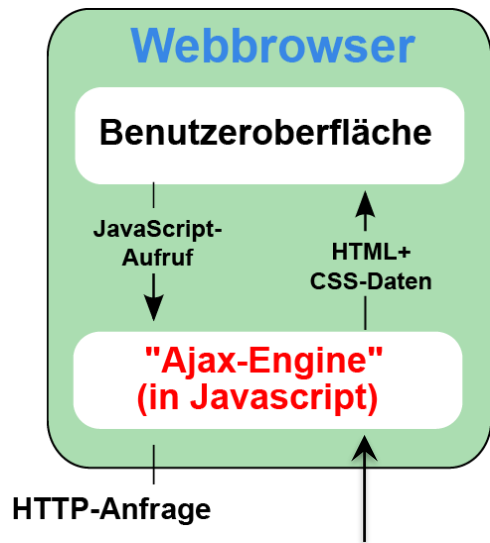 Webbrowser
Benutzeroberfläche
JavaScript-
Aufruf
HTML+
CSS-Daten
"Ajax-Engine"
(in Javascript)
HTTP-Anfrage